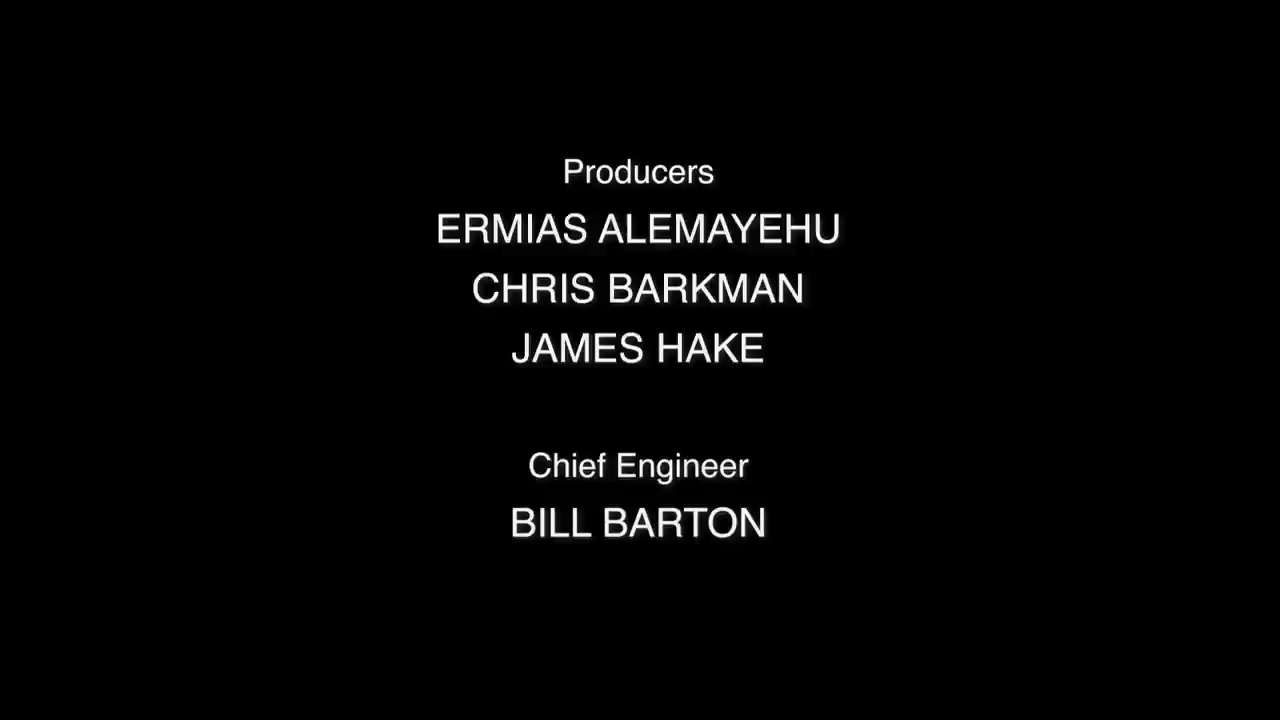 Producers
ERMIAS ALEMAYEHU
CHRIS BARKMAN
JAMES HAKE
Chief Engineer
BILL BARTON